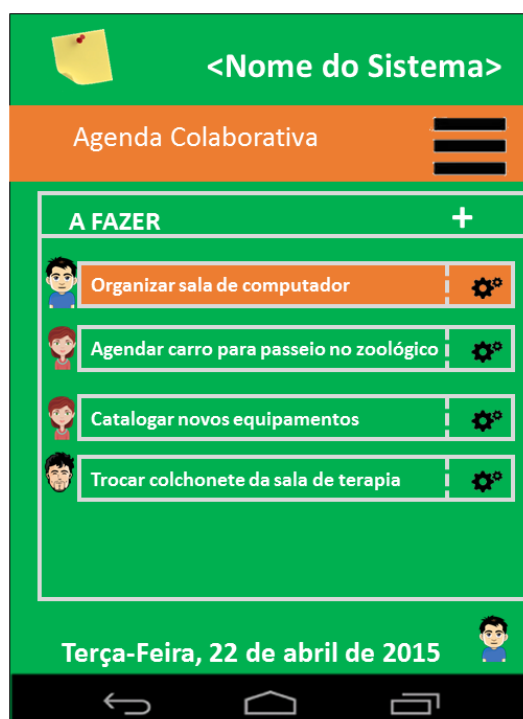 <Nome do Sistema>
Agenda Colaborativa
A FAZER +
Organizar sala de computador
Agendar carro para passeio no zoológico
Catalogar novos equipamentos
Trocar colchonete da sala de terapia
Terça-Feira, 22 de abril de 2015